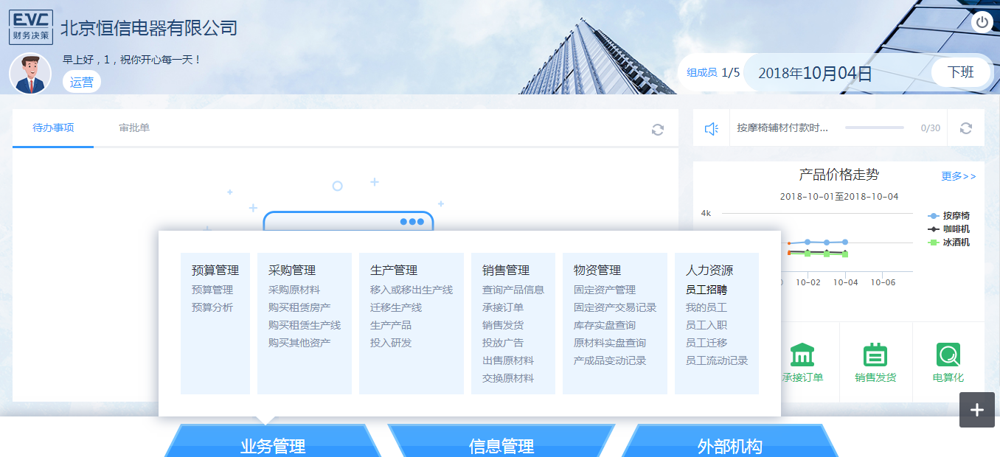 EVC
财务决策
北京恒信电器有限公司
早上好，1，祝你开心每一天！
运营
组成员 1/5
2018年10月04日
下班
待办事项
审批单
按摩椅辅材付款时...
0/30
产品价格走势
更多>>
2018-10-01至2018-10-04
4k
按摩椅
咖啡机
冰酒机
10-02
10-04
10-06
预算管理
预算管理
预算分析
采购管理
采购原材料
购买租赁房产
购买租赁生产线
购买其他资产
生产管理
移入或移出生产线
迁移生产线
生产产品
投入研发
销售管理
查询产品信息
承接订单
销售发货
投放广告
出售原材料
交换原材料
物资管理
固定资产管理
固定资产交易记录
库存实盘查询
原材料实盘查询
产成品变动记录
人力资源
员工招聘
我的员工
员工入职
员工迁移
员工流动记录
承接订单
销售发货
电算化
业务管理
信息管理
外部机构